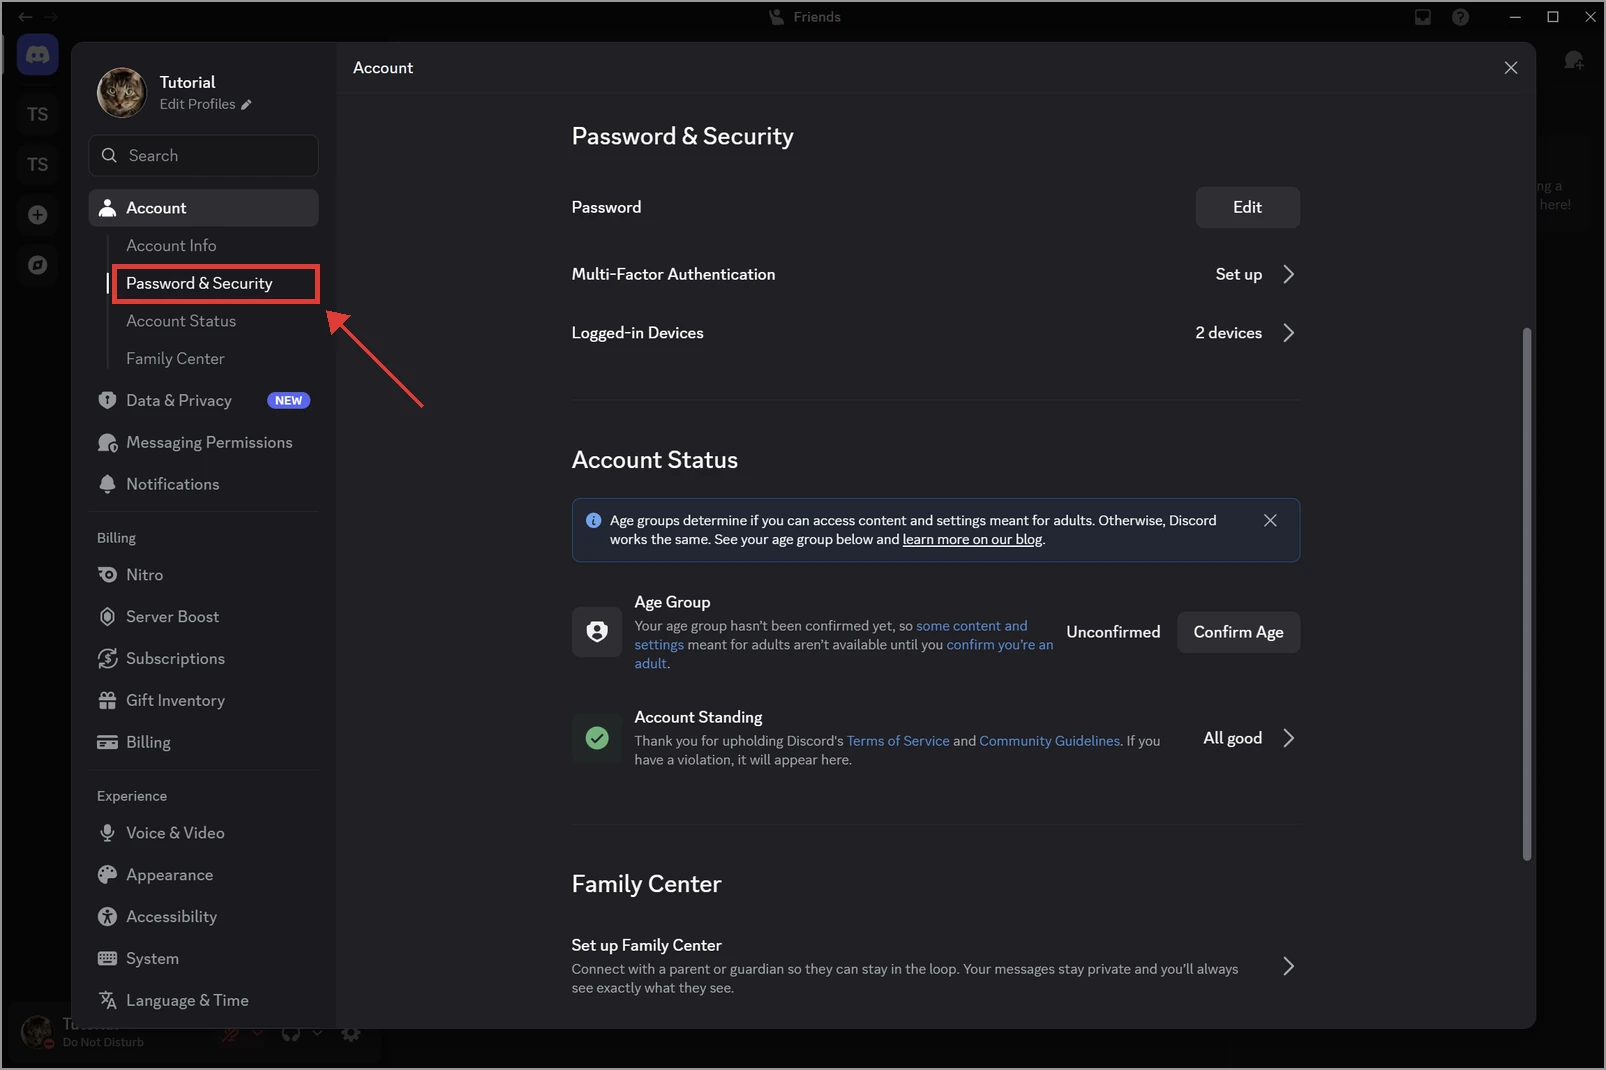 Friends
TS
TS
Tutorial
Edit Profiles
Search
Account
Account Info
Password & Security
Account Status
Family Center
Data & Privacy NEW
Messaging Permissions
Notifications
Billing
Nitro
Server Boost
Subscriptions
Gift Inventory
Billing
Experience
Voice & Video
Appearance
Accessibility
System
Language & Time
Do Not Disturb
Account
Password & Security
Password Edit
Multi-Factor Authentication Set up
Logged-in Devices 2 devices
Account Status
Age groups determine if you can access content and settings meant for adults. Otherwise, Discord
works the same. See your age group below and learn more on our blog.
Age Group
Your age group hasn't been confirmed yet, so some content and
settings meant for adults aren't available until you confirm you're an
adult.
Unconfirmed Confirm Age
Account Standing
Thank you for upholding Discord's Terms of Service and Community Guidelines. If you
have a violation, it will appear here.
All good
Family Center
Set up Family Center
Connect with a parent or guardian so they can stay in the loop. Your messages stay private and you'll always
see exactly what they see.
a
here!